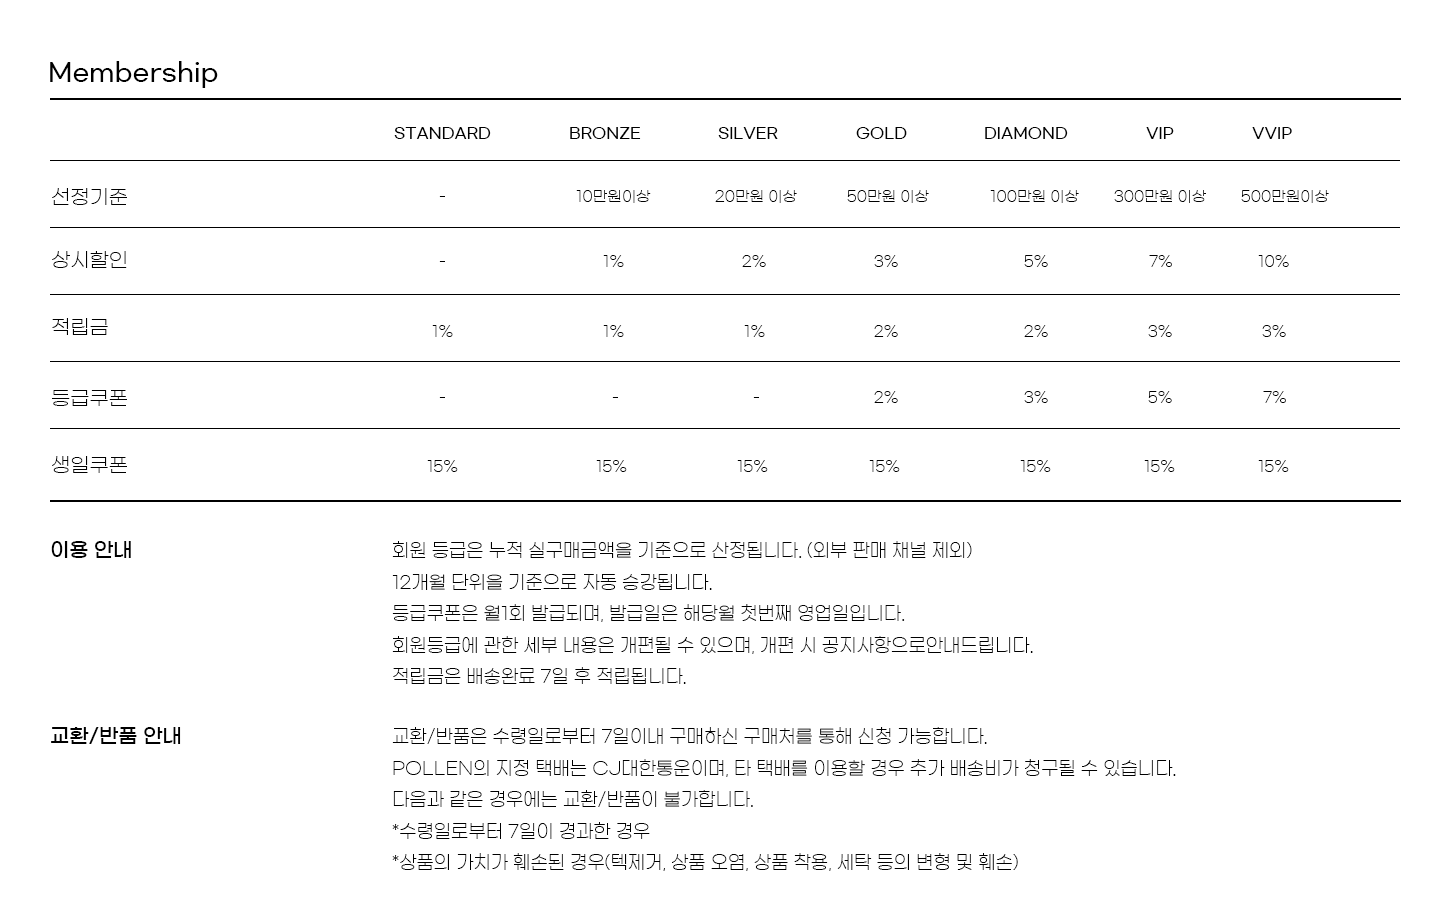 Membership
STANDARD BRONZE SILVER GOLD DIAMOND VIP VVIP
선정기준 - 10만원이상 20만원 이상 50만원 이상 100만원 이상 300만원 이상 500만원이상
상시할인 - 1% 2% 3% 5% 7% 10%
적립금 1% 1% 1% 2% 2% 3% 3%
등급쿠폰 - - - 2% 3% 5% 7%
생일쿠폰 15% 15% 15% 15% 15% 15% 15%
이용 안내 회원 등급은 누적 실구매금액을 기준으로 산정됩니다. (외부 판매 채널 제외)
12개월 단위을 기준으로 자동 승강됩니다.
등급쿠폰은 월1회 발급되며, 발급일은 해당월 첫번째 영업일입니다.
회원등급에 관한 세부 내용은 개편될 수 있으며, 개편 시 공지사항으로안내드립니다.
적립금은 배송완료 7일 후 적립됩니다.
교환/반품 안내 교환/반품은 수령일로부터 7일이내 구매하신 구매처를 통해 신청 가능합니다.
POLLEN의 지정 택배는 CJ대한통운이며, 타 택배를 이용할 경우 추가 배송비가 청구될 수 있습니다.
다음과 같은 경우에는 교환/반품이 불가합니다.
*수령일로부터 7일이 경과한 경우
*상품의 가치가 훼손된 경우(텍제거, 상품 오염, 상품 착용, 세탁 등의 변형 및 훼손)